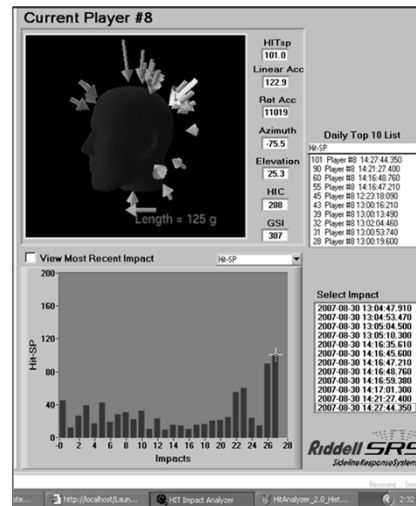 Current Player #8
HITsp
101.0
Linear Acc
122.9
Rot Acc
11019
Azimuth
-75.5
Elevation
25.3
HIC
288
GSI
387
Length = 125 g
Daily Top 10 List
Hit-SP
101 Player #8 14:27:44.350
90 Player #8 14:21:27.400
60 Player #8 14:16:48.760
55 Player #8 14:16:47.210
45 Player #8 12:23:18.090
43 Player #8 13:00:16.210
39 Player #8 13:00:13.490
32 Player #8 13:02:04.460
31 Player #8 13:00:53.740
28 Player #8 13:00:19.600
View Most Recent Impact
Hit-SP
200
160
120
80
40
0
Hit-SP
0 2 4 6 8 10 12 14 16 18 20 22 24 26 28
Impacts
Select Impact
2007-08-30 13:04:47.910
2007-08-30 13:04:53.470
2007-08-30 13:05:04.500
2007-08-30 13:05:10.300
2007-08-30 14:16:35.610
2007-08-30 14:16:45.600
2007-08-30 14:16:47.210
2007-08-30 14:16:48.760
2007-08-30 14:16:59.380
2007-08-30 14:17:01.300
2007-08-30 14:21:27.400
2007-08-30 14:27:44.350
Riddell SRS
Sideline Response System
Receiving
ste...
http://localhost/Laun...
HIT Impact Analyzer
HitAnalyzer_2.0_Hist...
2:32